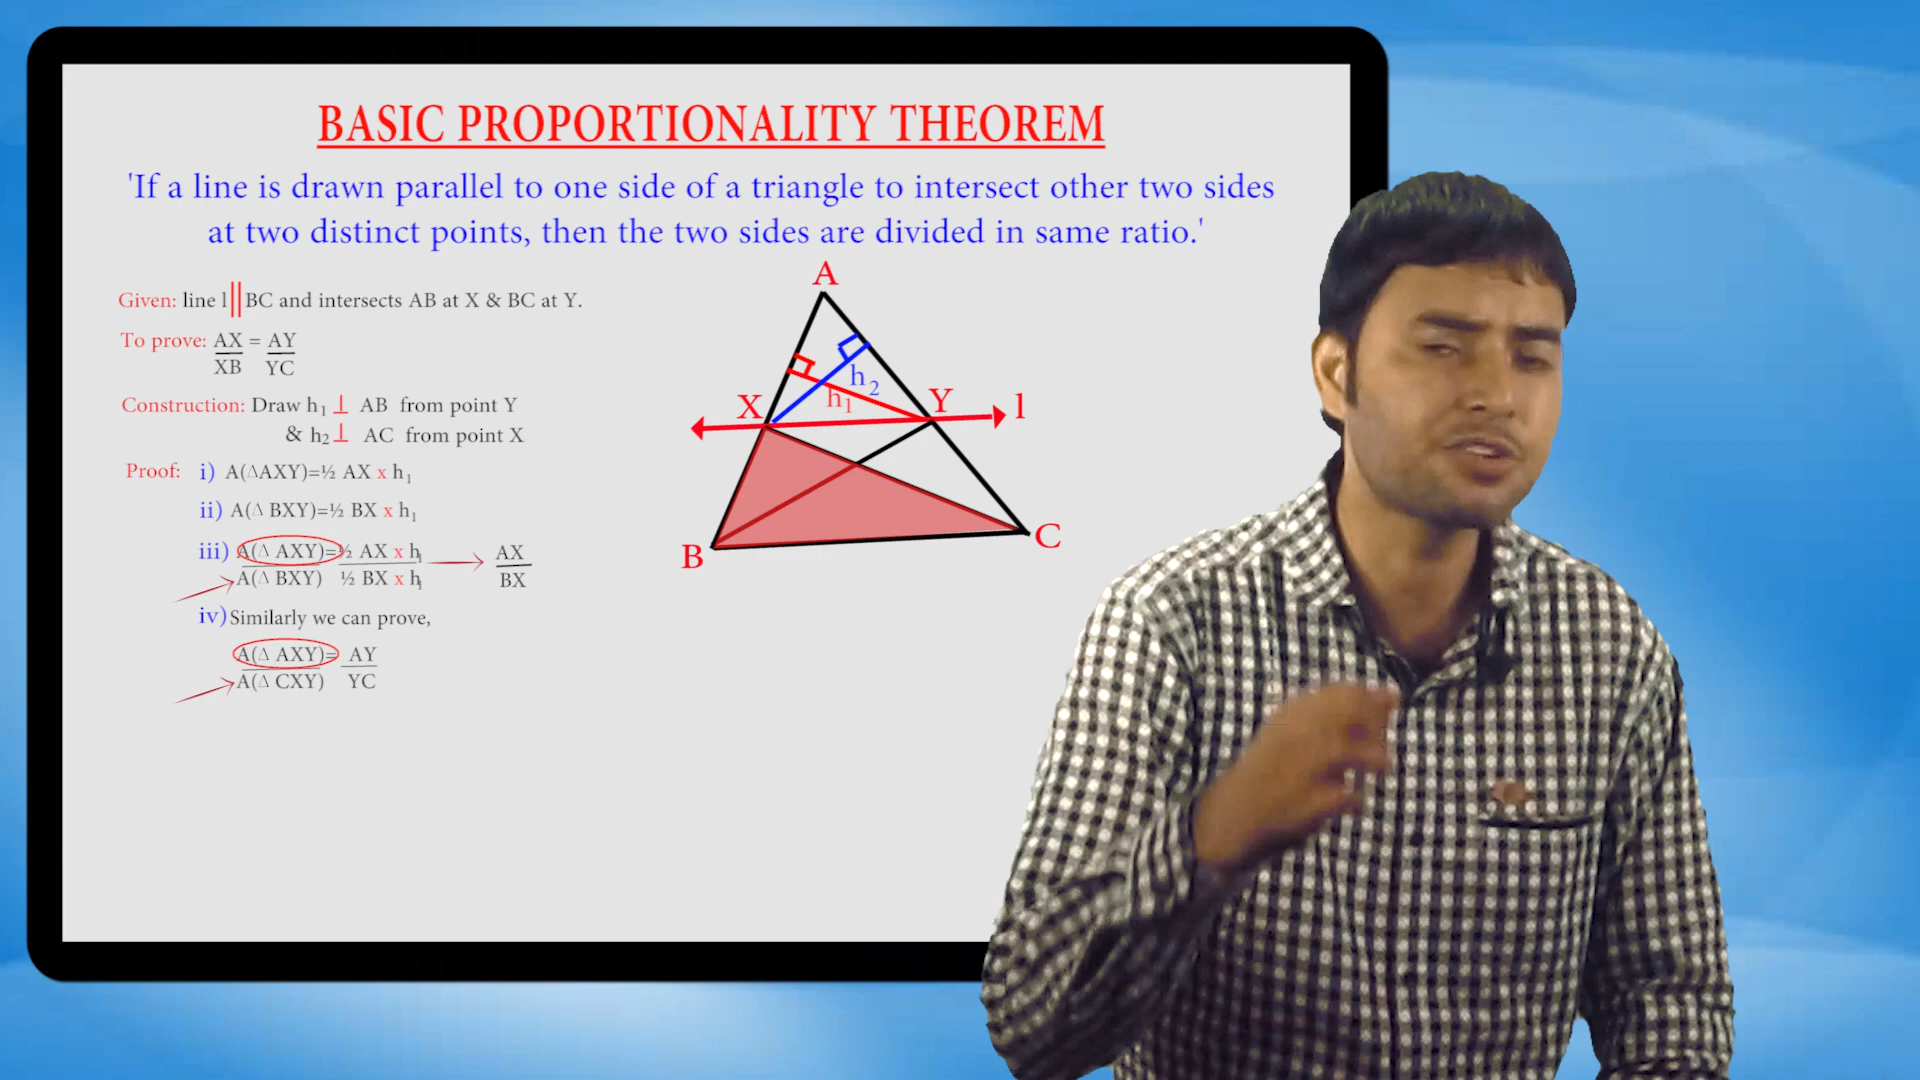 BASIC PROPORTIONALITY THEOREM
'If a line is drawn parallel to one side of a triangle to intersect other two sides
at two distinct points, then the two sides are divided in same ratio.'
Given: line l || BC and intersects AB at X & BC at Y.
To prove: AX = AY
XB YC
Construction: Draw h₁ ⊥ AB from point Y
& h₂ ⊥ AC from point X
Proof: i) A(△AXY)=½ AX x h₁
ii) A(△ BXY)=½ BX x h₁
iii) A(△ AXY)=½ AX x h₁ → AX
A(△ BXY) ½ BX x h₁ BX
iv) Similarly we can prove,
A(△ AXY)= AY
A(△ CXY) YC
A
h₂
h₁
X
Y
l
B
C